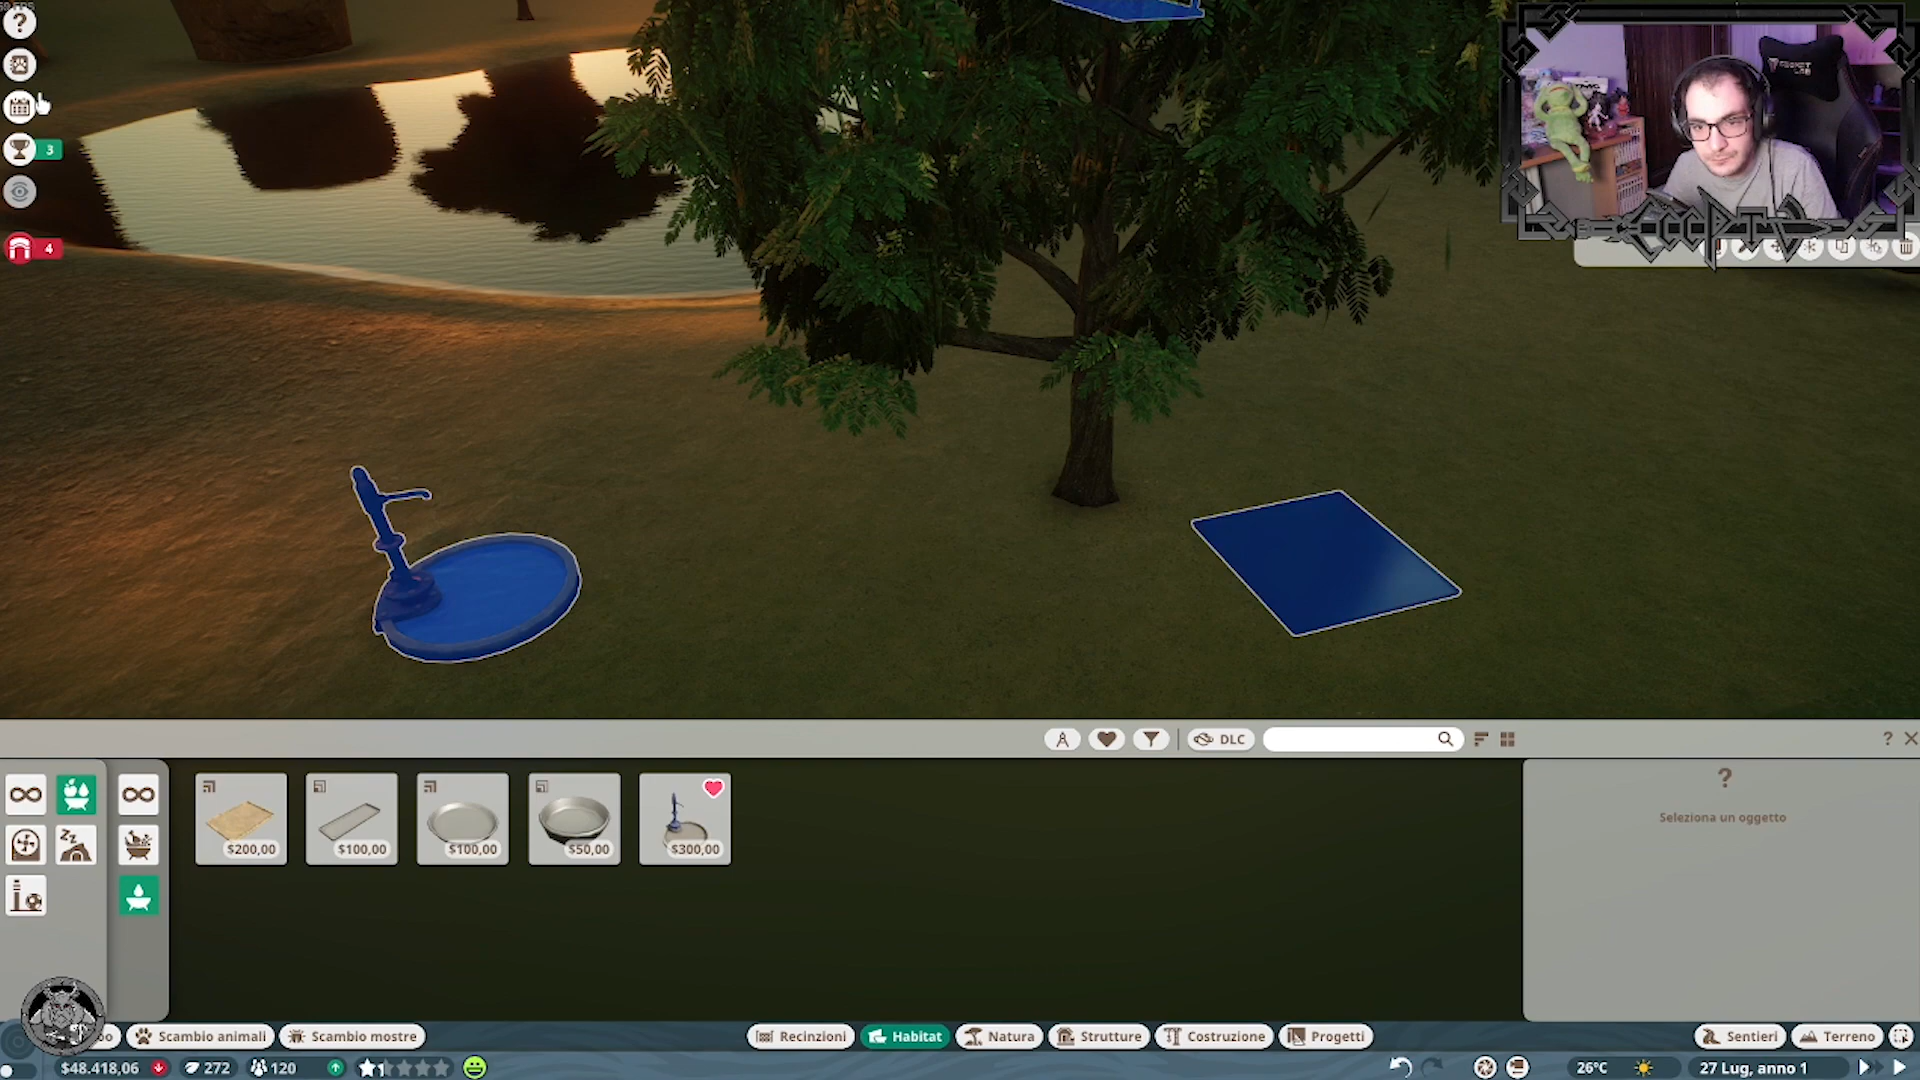 ?
3
4
DLC
?
$200,00
$100,00
$100,00
$50,00
$300,00
?
Seleziona un oggetto
Scambio animali
Scambio mostre
Recinzioni
Habitat
Natura
Strutture
Costruzione
Progetti
Sentieri
Terreno
$48.418,06
272
120
26°C
27 Lug, anno 1